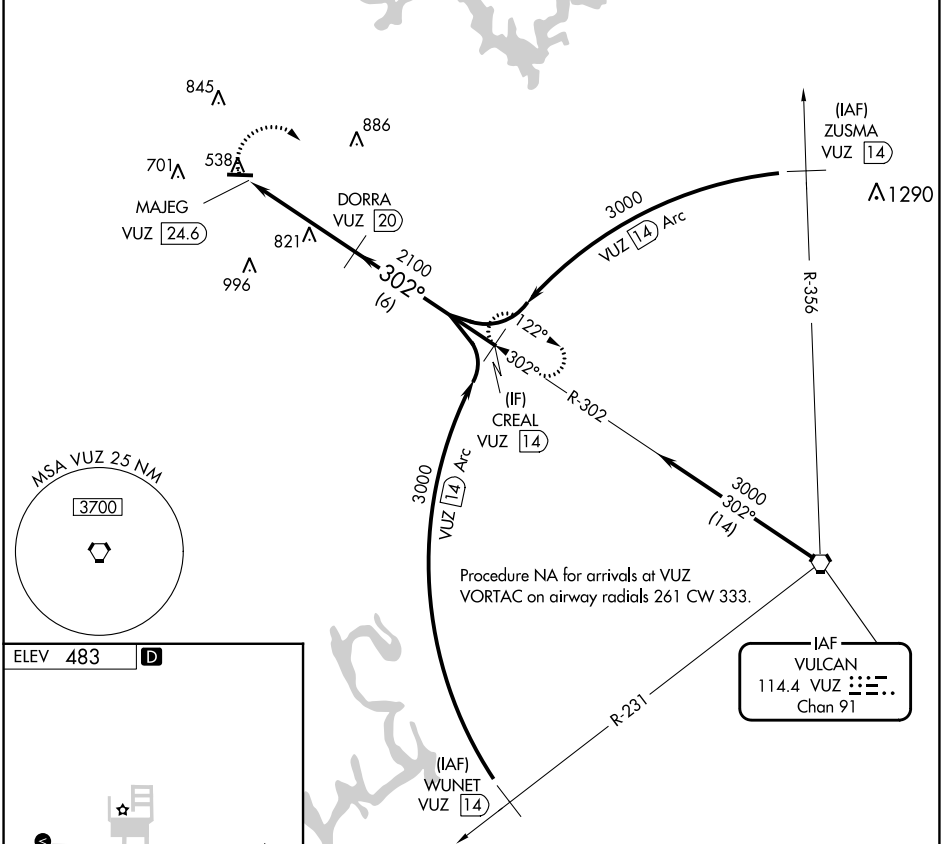 845
886
701
538
MAJEG
VUZ 24.6
DORRA
VUZ 20
821
996
2100
302°
(6)
(IAF)
ZUSMA
VUZ 14
1290
3000
VUZ 14 Arc
R-356
122°
302°
R-302
(IF)
CREAL
VUZ 14
3000
VUZ 14 Arc
3000
302°
(14)
MSA VUZ 25 NM
3700
Procedure NA for arrivals at VUZ
VORTAC on airway radials 261 CW 333.
IAF
VULCAN
114.4 VUZ
Chan 91
R-231
(IAF)
WUNET
VUZ 14
ELEV 483 D